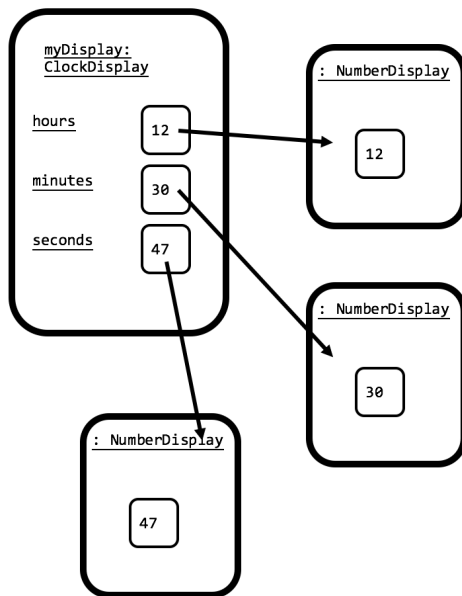 myDisplay:
ClockDisplay
hours
12
minutes
30
seconds
47
: NumberDisplay
12
: NumberDisplay
30
: NumberDisplay
47